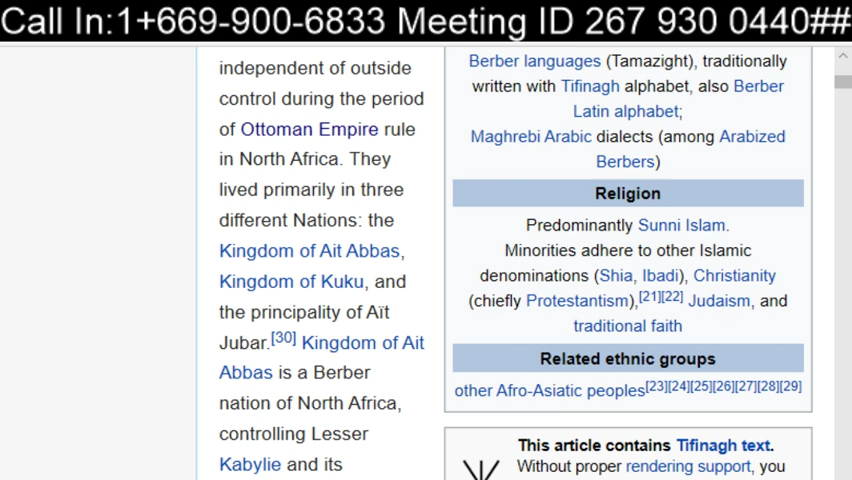 Call In:1+669-900-6833 Meeting ID 267 930 0440##
independent of outside
control during the period
of Ottoman Empire rule
in North Africa. They
lived primarily in three
different Nations: the
Kingdom of Ait Abbas,
Kingdom of Kuku, and
the principality of Aït
Jubar.[30] Kingdom of Ait
Abbas is a Berber
nation of North Africa,
controlling Lesser
Kabylie and its
Berber languages (Tamazight), traditionally
written with Tifinagh alphabet, also Berber
Latin alphabet;
Maghrebi Arabic dialects (among Arabized
Berbers)
Religion
Predominantly Sunni Islam.
Minorities adhere to other Islamic
denominations (Shia, Ibadi), Christianity
(chiefly Protestantism),[21][22] Judaism, and
traditional faith
Related ethnic groups
other Afro-Asiatic peoples[23][24][25][26][27][28][29]
This article contains Tifinagh text.
Without proper rendering support, you